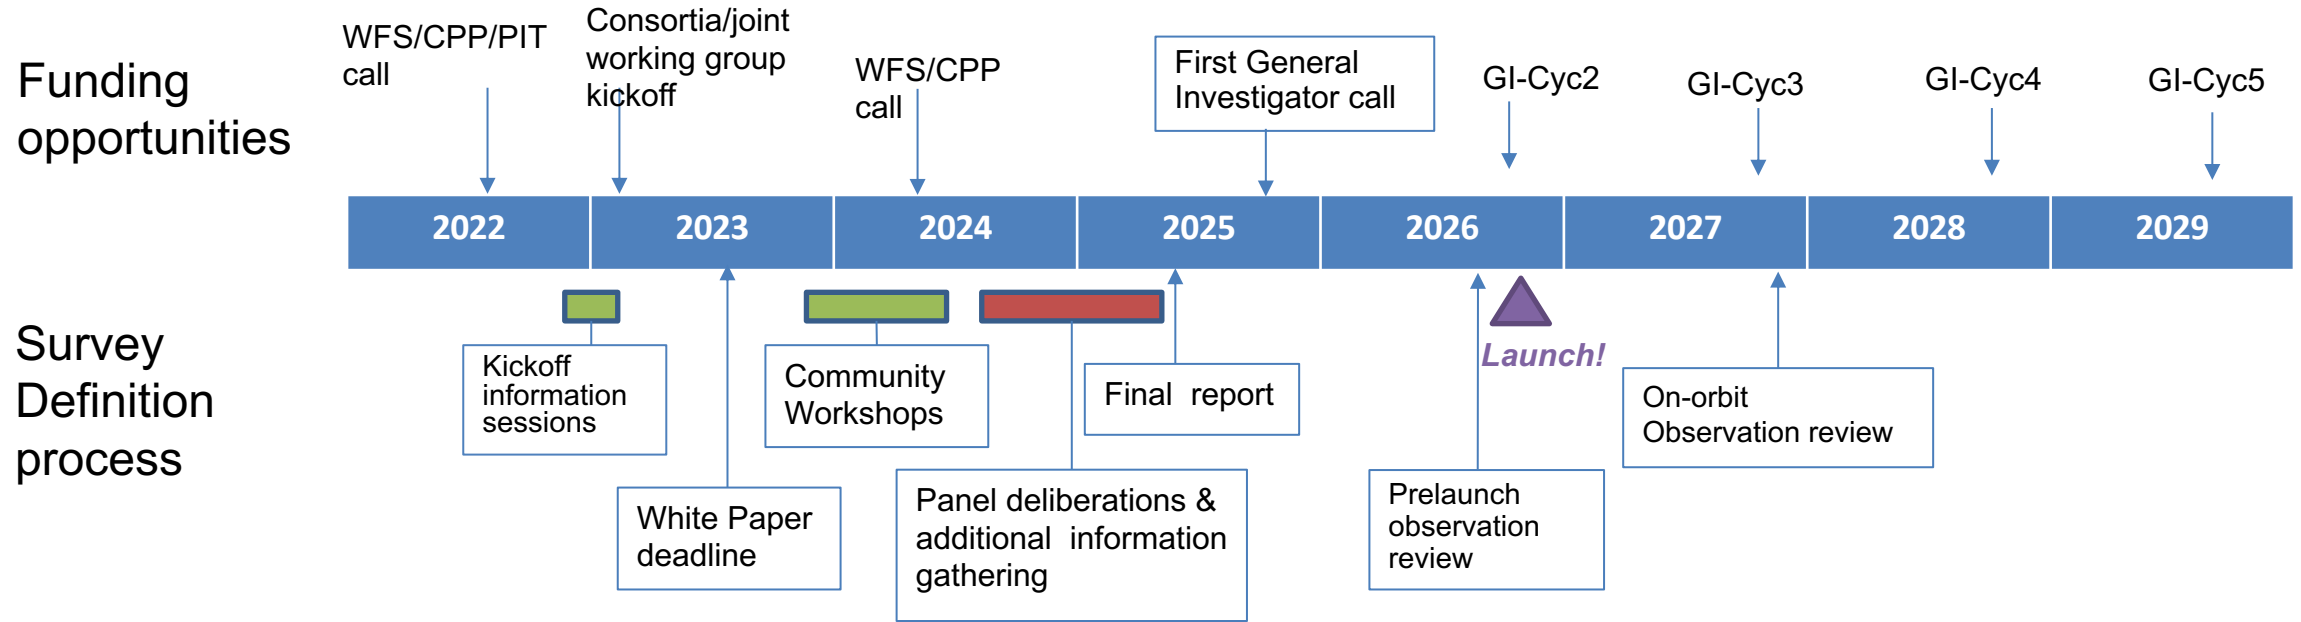 Funding
opportunities
WFS/CPP/PIT
call
Consortia/joint
working group
kickoff
WFS/CPP
call
First General
Investigator call
GI-Cyc2
GI-Cyc3
GI-Cyc4
GI-Cyc5
2022
2023
2024
2025
2026
2027
2028
2029
Survey
Definition
process
Kickoff
information
sessions
White Paper
deadline
Community
Workshops
Panel deliberations &
additional information
gathering
Final report
Launch!
Prelaunch
observation
review
On-orbit
Observation review